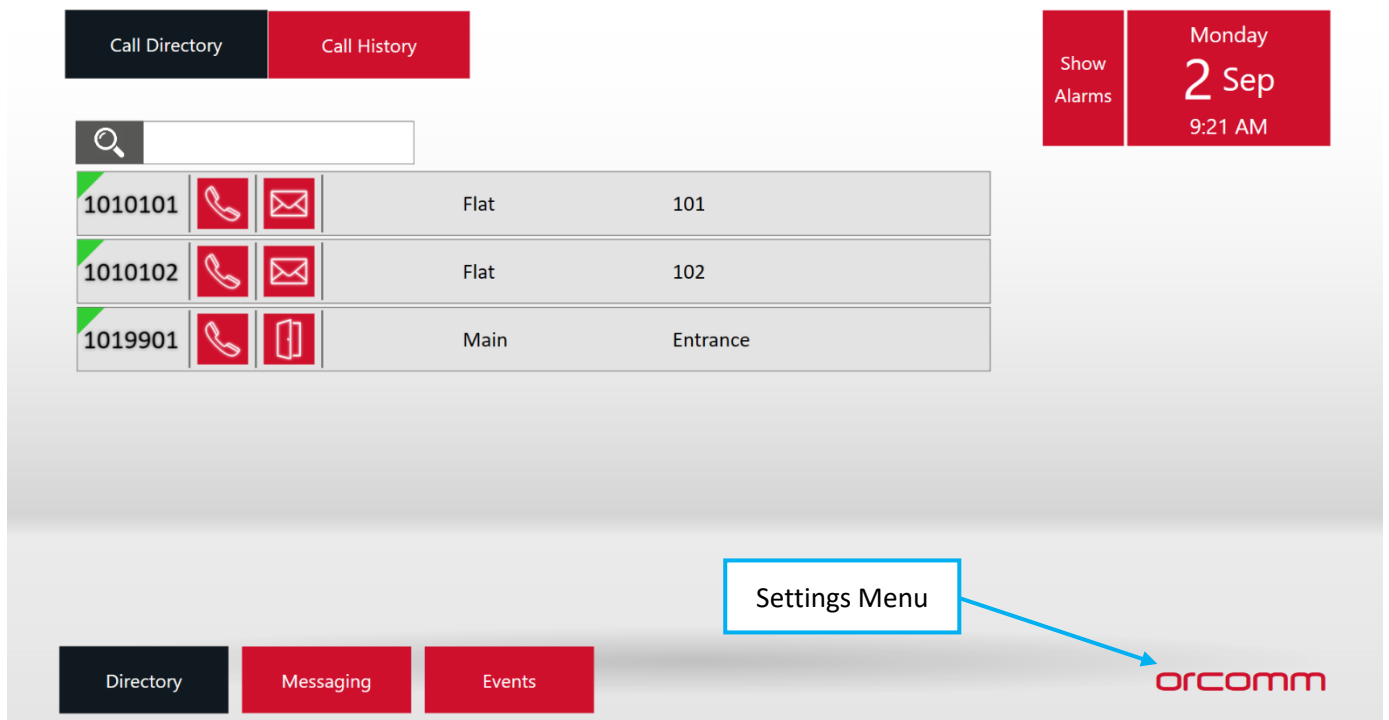 Call Directory
Call History
Show
Alarms
Monday
2 Sep
9:21 AM
1010101 Flat 101
1010102 Flat 102
1019901 Main Entrance
Settings Menu
Directory
Messaging
Events
orcomm